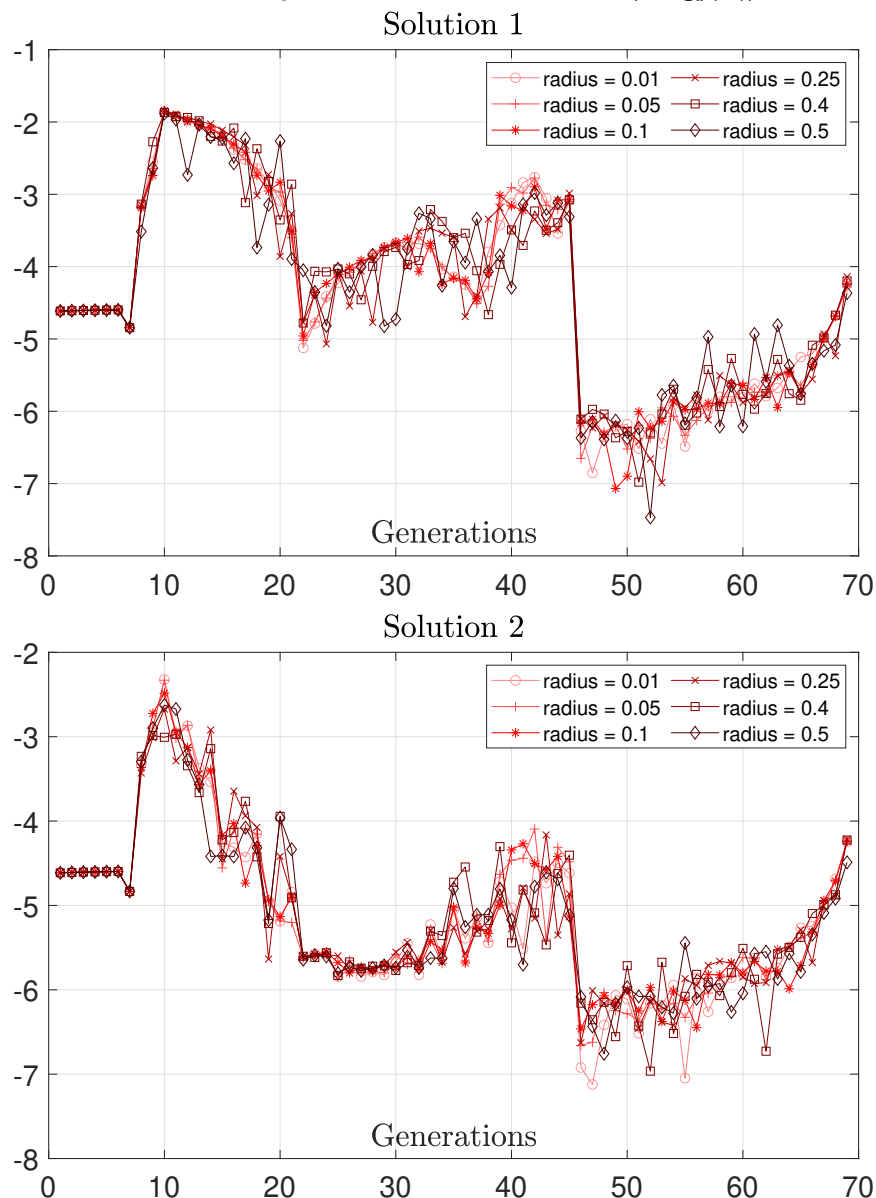 Solution 1
-1
radius = 0.01 radius = 0.25
radius = 0.05 radius = 0.4
radius = 0.1 radius = 0.5
-2
-3
-4
-5
-6
-7
-8
Generations
0 10 20 30 40 50 60 70
Solution 2
-2
radius = 0.01 radius = 0.25
radius = 0.05 radius = 0.4
radius = 0.1 radius = 0.5
-3
-4
-5
-6
-7
-8
Generations
0 10 20 30 40 50 60 70